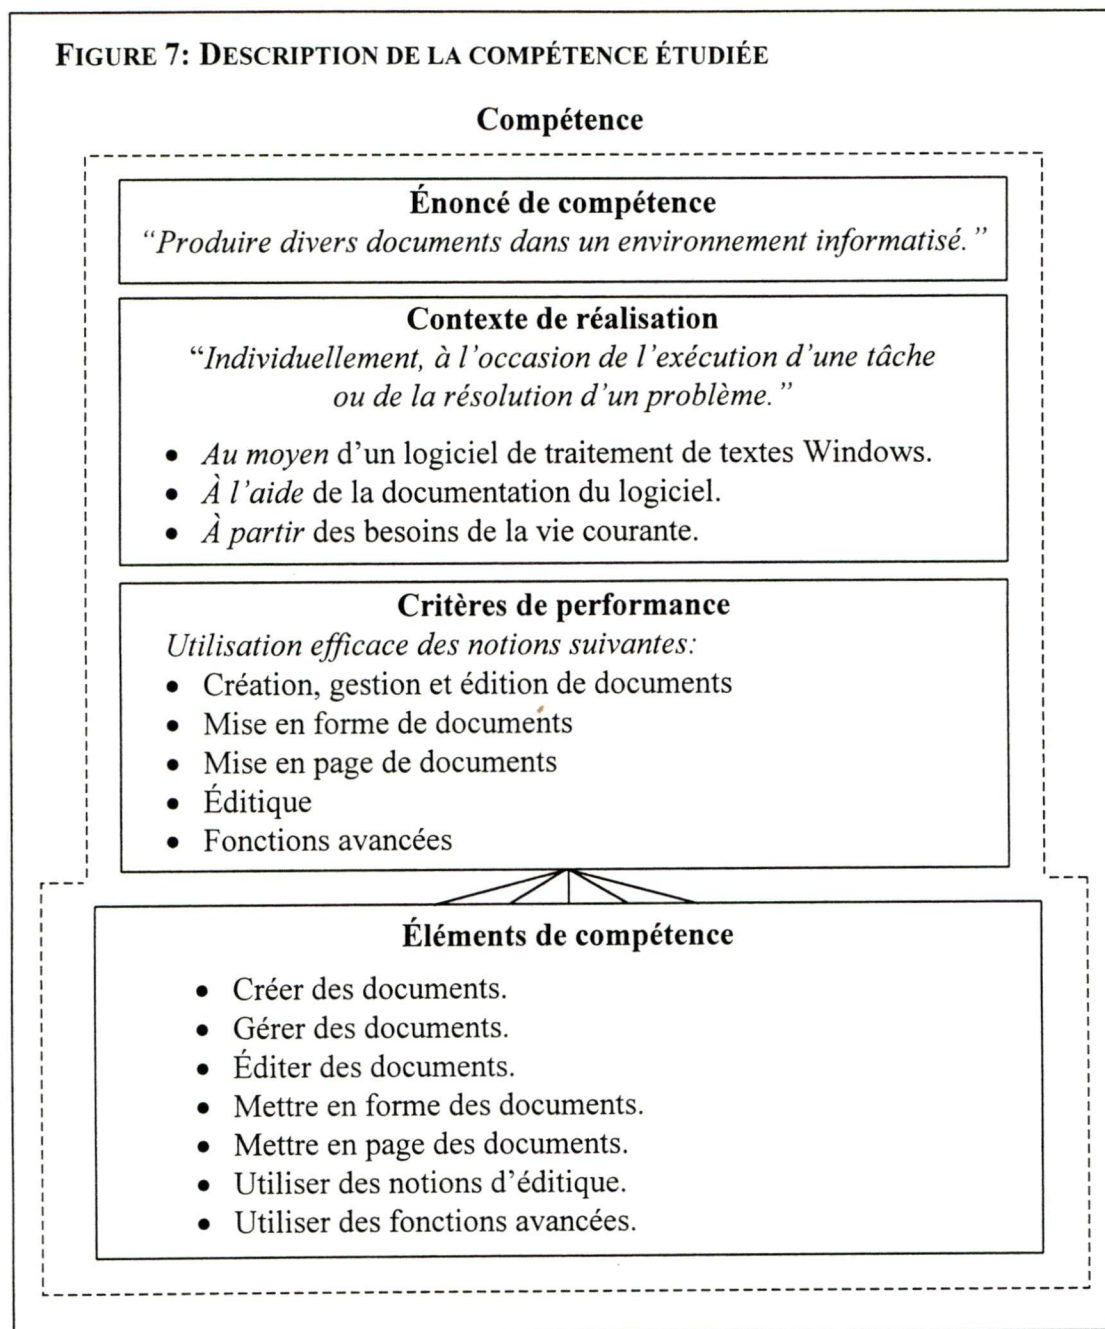 FIGURE 7: DESCRIPTION DE LA COMPÉTENCE ÉTUDIÉE
Compétence
Énoncé de compétence
“Produire divers documents dans un environnement informatisé.”
Contexte de réalisation
“Individuellement, à l’occasion de l’exécution d’une tâche
ou de la résolution d’un problème.”
• Au moyen d’un logiciel de traitement de textes Windows.
• À l’aide de la documentation du logiciel.
• À partir des besoins de la vie courante.
Critères de performance
Utilisation efficace des notions suivantes:
• Création, gestion et édition de documents
• Mise en forme de documents
• Mise en page de documents
• Éditique
• Fonctions avancées
Éléments de compétence
• Créer des documents.
• Gérer des documents.
• Éditer des documents.
• Mettre en forme des documents.
• Mettre en page des documents.
• Utiliser des notions d’éditique.
• Utiliser des fonctions avancées.